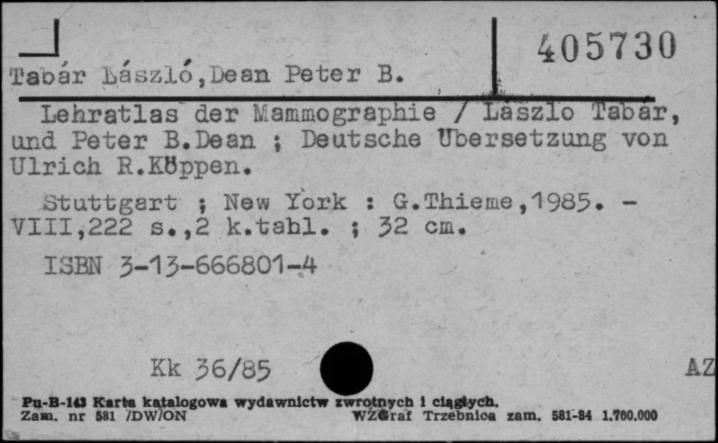 405730
Tabár László,Dean Peter B.
Lehratlas der Mammographie / Laszlo Tabar,
und Peter B.Dean ; Deutsche Übersetzung von
Ulrich R.Köppen.
Stuttgart ; New York : G.Thieme,1985. -
VIII,222 s.,2 k.tabl. ; 32 cm.
ISBN 3-13-666801-4
Kk 36/85
AZ
Pu-B-143 Karta katalogowa wydawnictw zwrotnych i ciągłych.
Zam. nr 581 /DW/ON WZGraf Trzebnica zam. 581-84 1.700.000